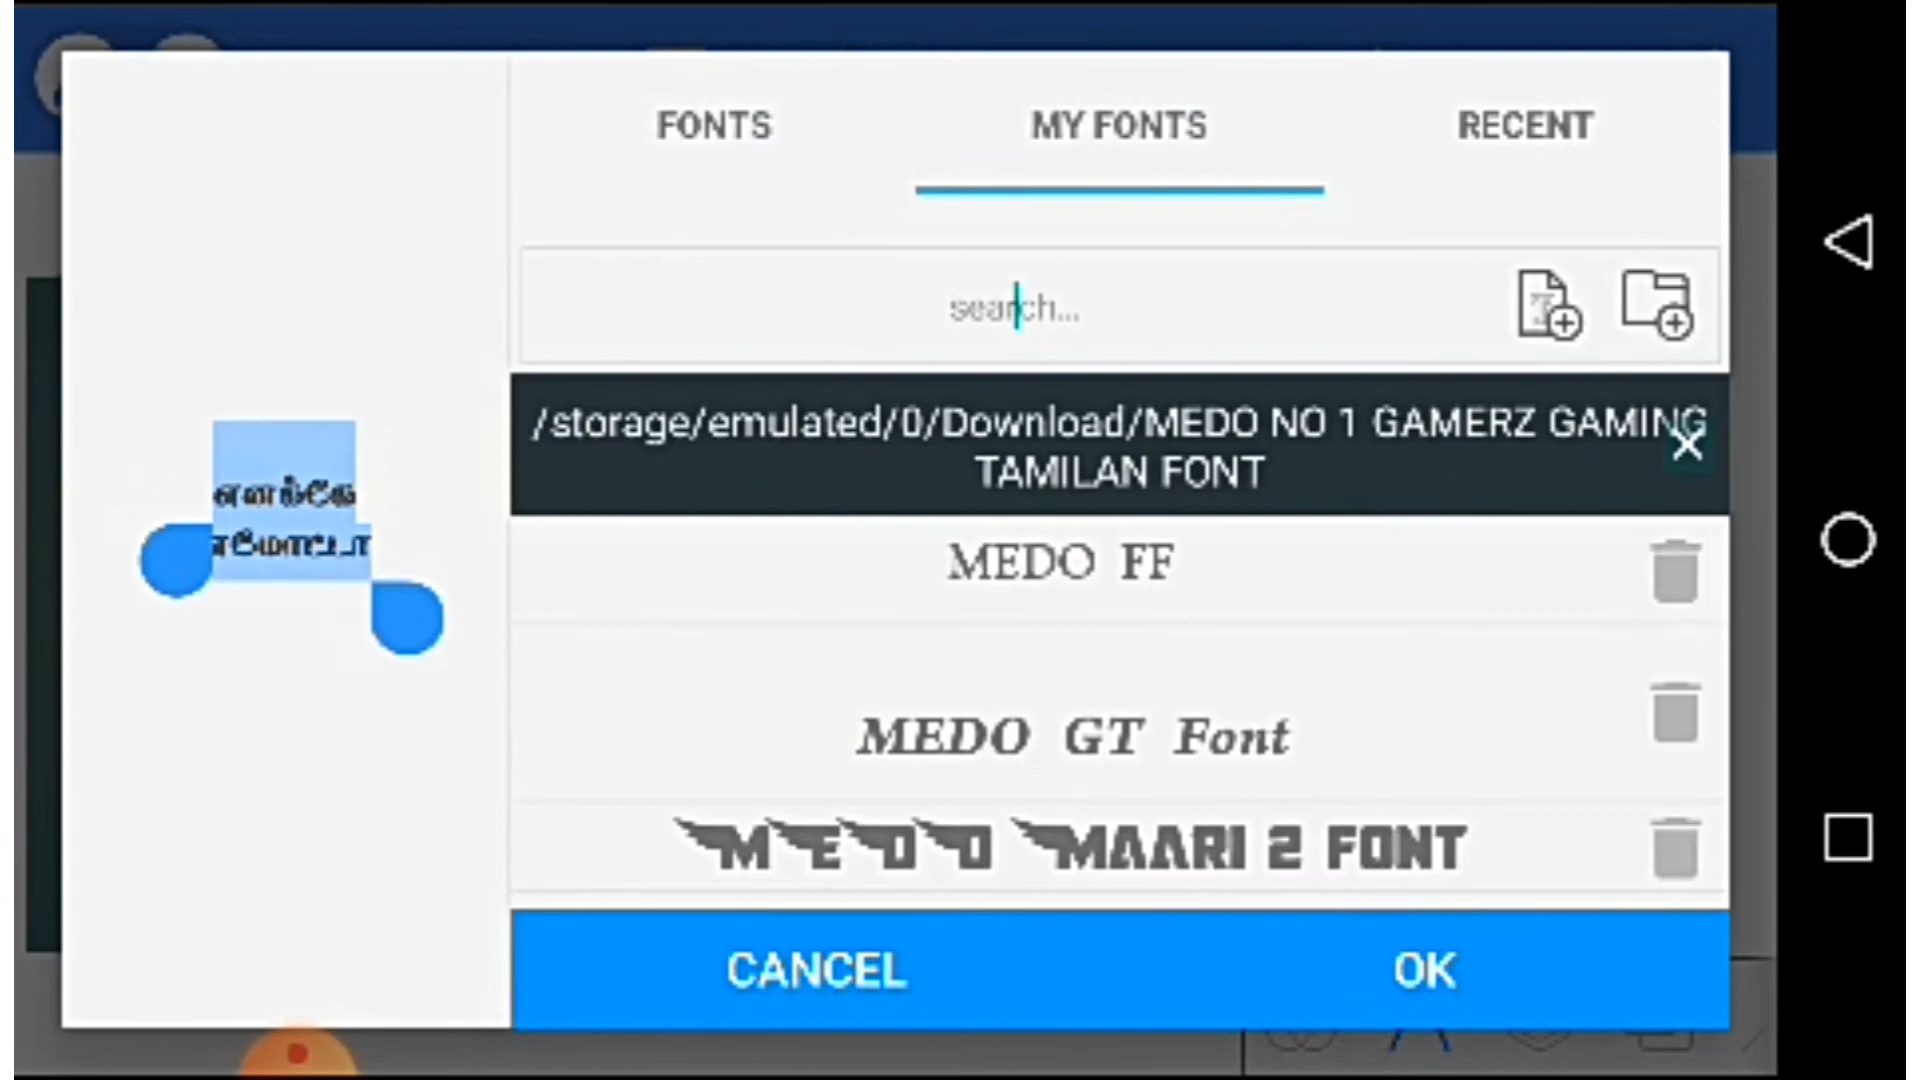 FONTS
MY FONTS
RECENT
search...
/storage/emulated/0/Download/MEDO NO 1 GAMERZ GAMING
TAMILAN FONT
MEDO FF
MEDO GT Font
MEDO MAARI 2 FONT
CANCEL
OK